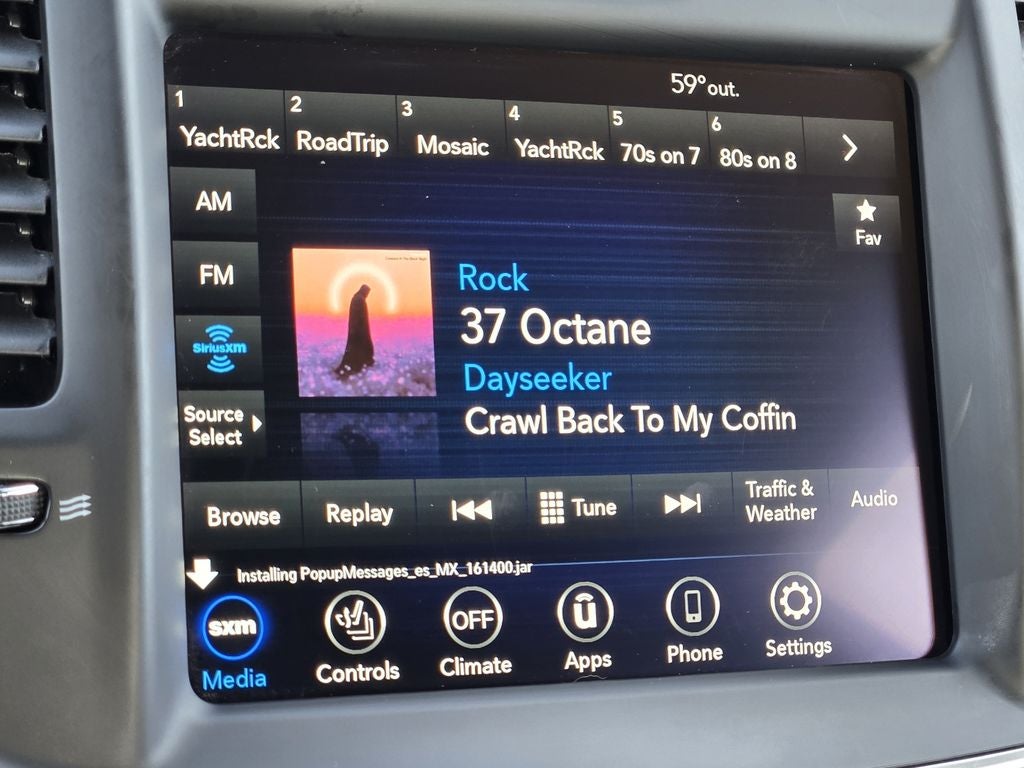 59°out.
1
YachtRck
2
RoadTrip
3
Mosaic
4
YachtRck
5
70s on 7
6
80s on 8
AM
Fav
FM
Rock
37 Octane
siriusxm
Dayseeker
Source
Select
Crawl Back To My Coffin
Browse
Replay
Tune
Traffic &
Weather
Audio
Installing PopupMessages_es_MX_161400.jar
sxm
OFF
Media
Controls
Climate
Apps
Phone
Settings